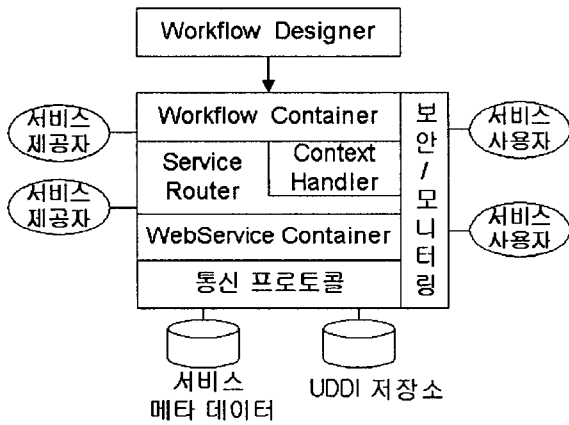 Workflow Designer
서비스
제공자
Workflow Container
보
안
/
모
니
터
링
서비스
사용자
Service
Router
Context
Handler
서비스
제공자
서비스
사용자
WebService Container
통신 프로토콜
서비스
메타 데이터
UDDI 저장소